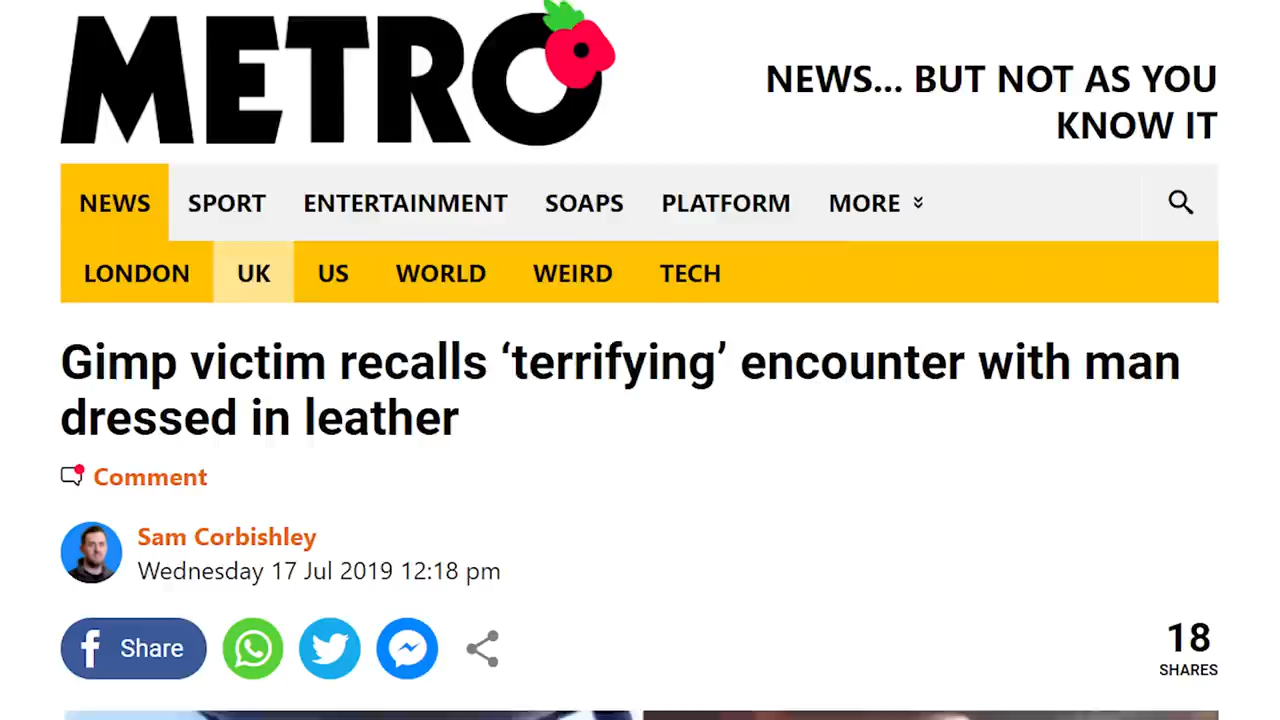 METRO
NEWS... BUT NOT AS YOU
KNOW IT
NEWS SPORT ENTERTAINMENT SOAPS PLATFORM MORE
LONDON UK US WORLD WEIRD TECH
Gimp victim recalls ‘terrifying’ encounter with man
dressed in leather
Comment
Sam Corbishley
Wednesday 17 Jul 2019 12:18 pm
f Share
18
SHARES